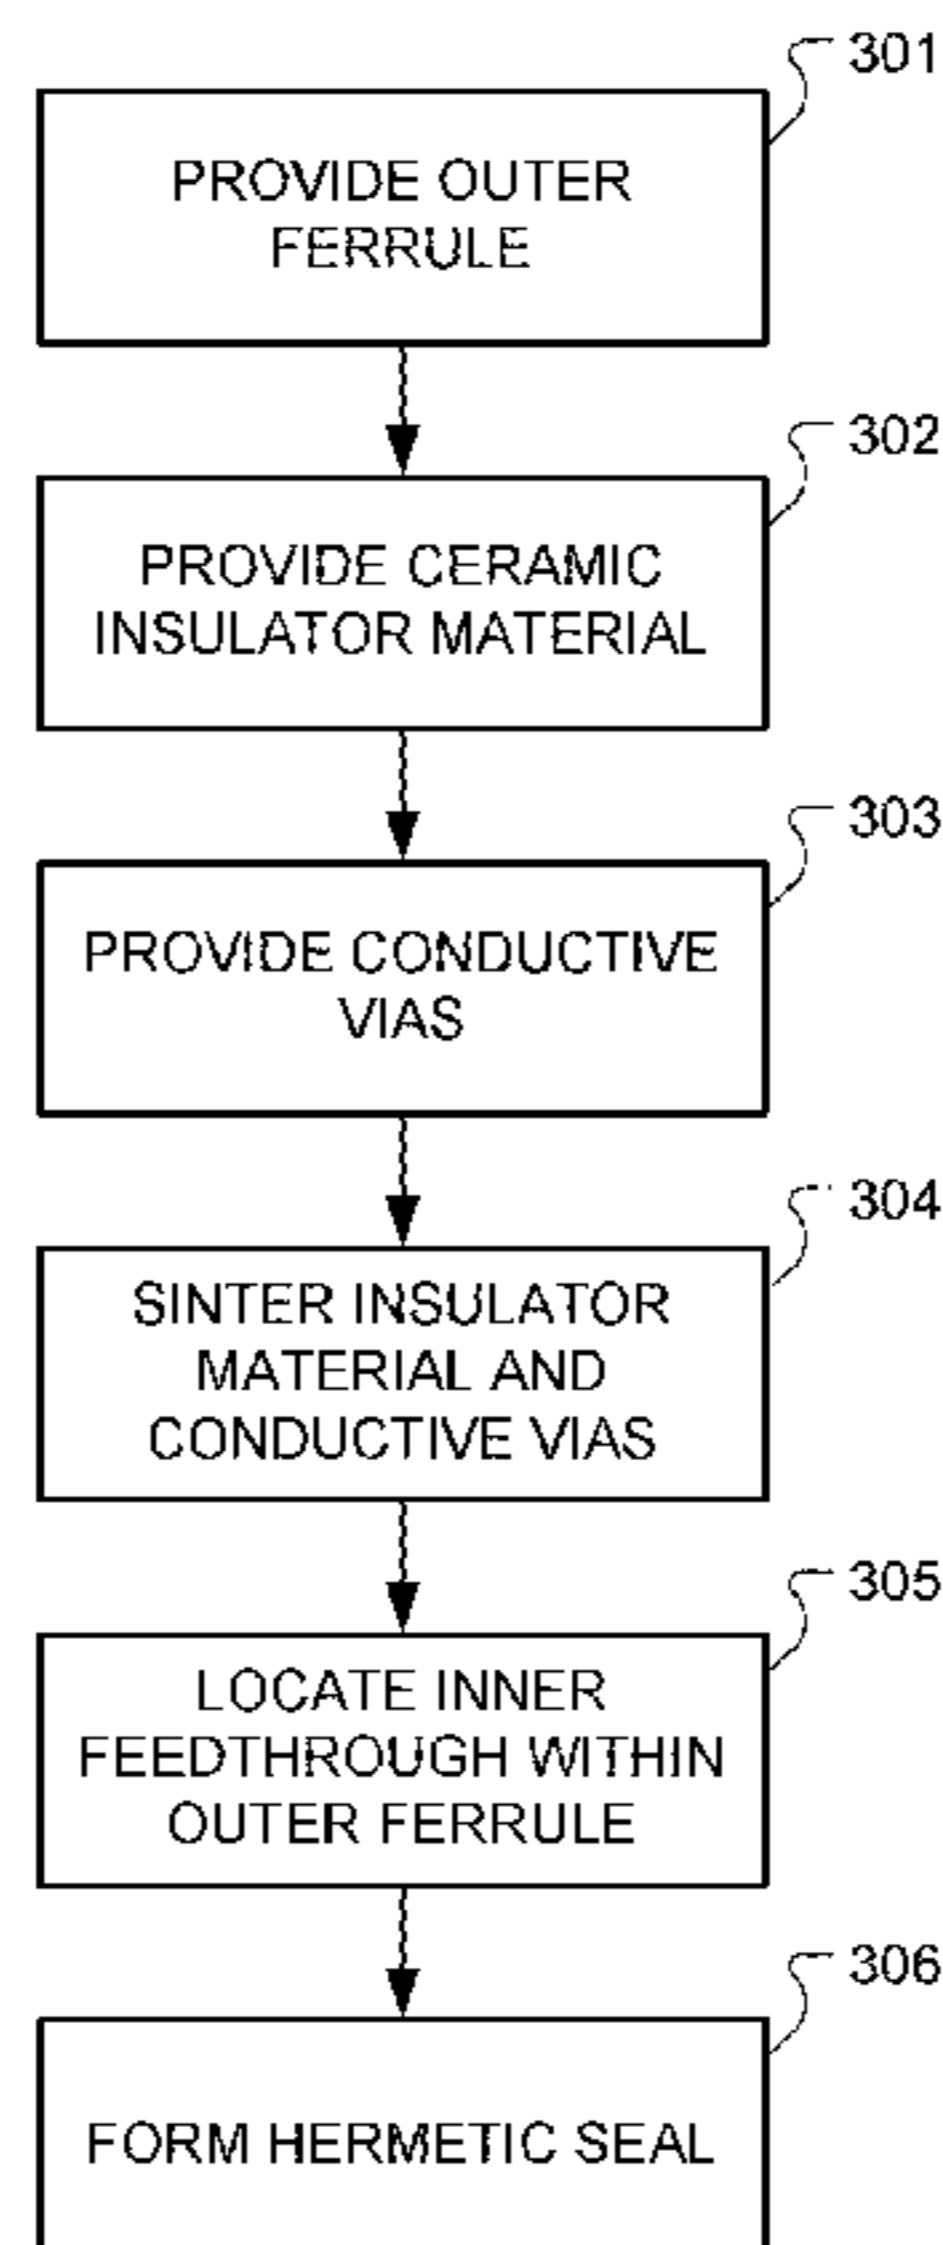 301
PROVIDE OUTER
FERRULE
302
PROVIDE CERAMIC
INSULATOR MATERIAL
303
PROVIDE CONDUCTIVE
VIAS
304
SINTER INSULATOR
MATERIAL AND
CONDUCTIVE VIAS
305
LOCATE INNER
FEEDTHROUGH WITHIN
OUTER FERRULE
306
FORM HERMETIC SEAL